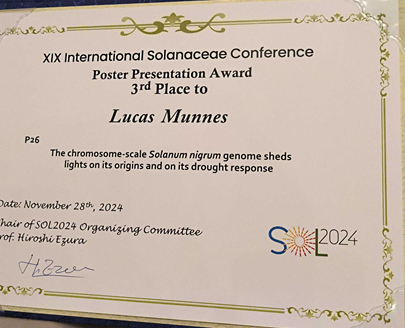 XIX International Solanaceae Conference
Poster Presentation Award
3rd Place to
Lucas Munnes
P26
The chromosome-scale Solanum nigrum genome sheds
lights on its origins and on its drought response
Date: November 28th, 2024
Chair of SOL2024 Organizing Committee
Prof. Hiroshi Ezura
SOL2024